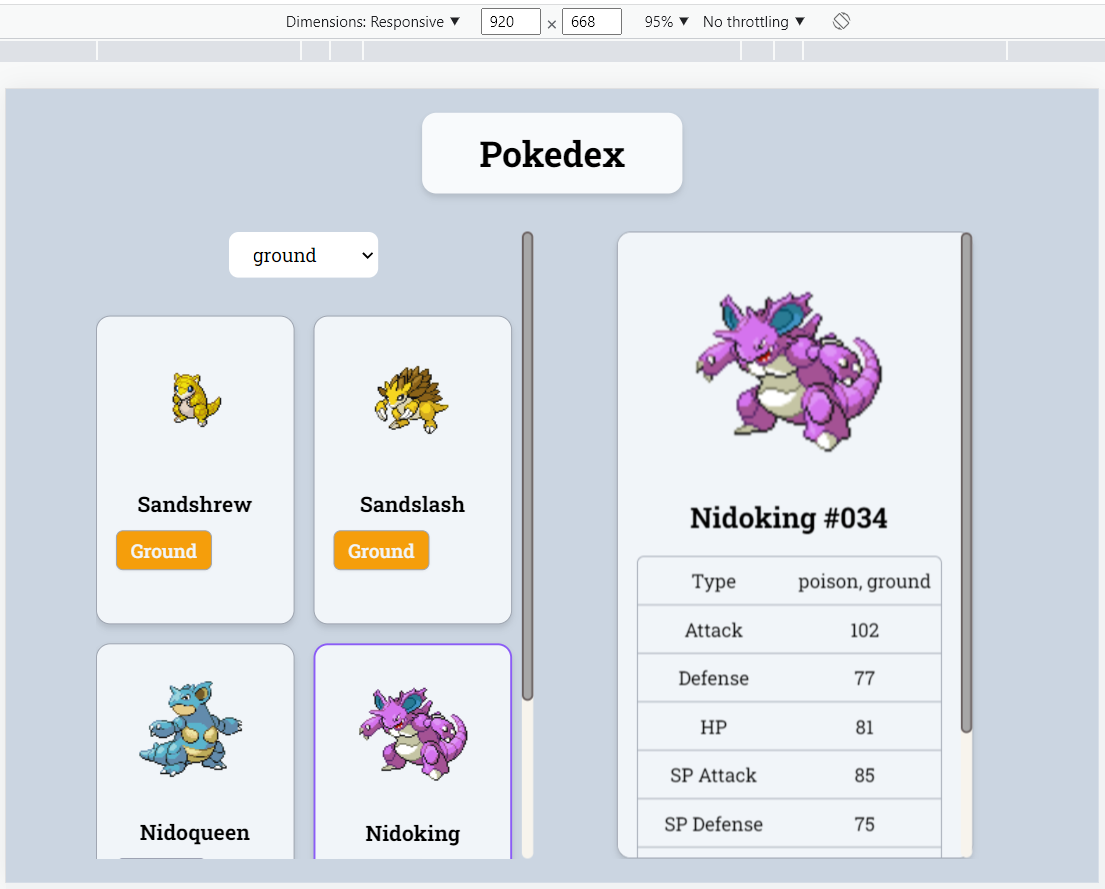 Dimensions: Responsive ▼ 920 × 668 95% ▼ No throttling ▼
Pokedex
ground
Sandshrew
Ground
Sandslash
Ground
Nidoqueen
Nidoking
Nidoking #034
Type poison, ground
Attack 102
Defense 77
HP 81
SP Attack 85
SP Defense 75